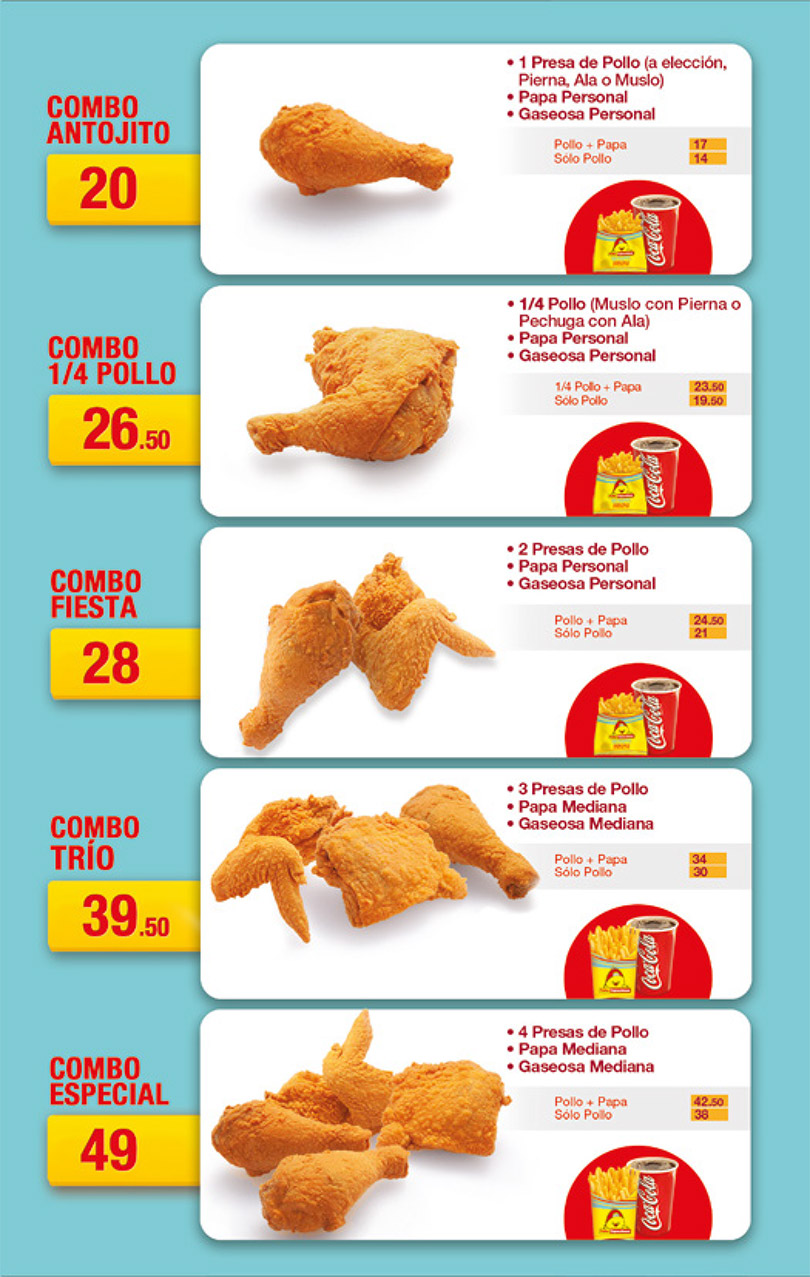 COMBO
ANTOJITO
20
• 1 Presa de Pollo (a elección,
Pierna, Ala o Muslo)
• Papa Personal
• Gaseosa Personal
Pollo + Papa 17
Sólo Pollo 14
Coca-Cola
COMBO
1/4 POLLO
26.50
• 1/4 Pollo (Muslo con Pierna o
Pechuga con Ala)
• Papa Personal
• Gaseosa Personal
1/4 Pollo + Papa 23.50
Sólo Pollo 19.50
Coca-Cola
COMBO
FIESTA
28
• 2 Presas de Pollo
• Papa Personal
• Gaseosa Personal
Pollo + Papa 24.50
Sólo Pollo 21
Coca-Cola
COMBO
TRÍO
39.50
• 3 Presas de Pollo
• Papa Mediana
• Gaseosa Mediana
Pollo + Papa 34
Sólo Pollo 30
Coca-Cola
COMBO
ESPECIAL
49
• 4 Presas de Pollo
• Papa Mediana
• Gaseosa Mediana
Pollo + Papa 42.50
Sólo Pollo 38
Coca-Cola